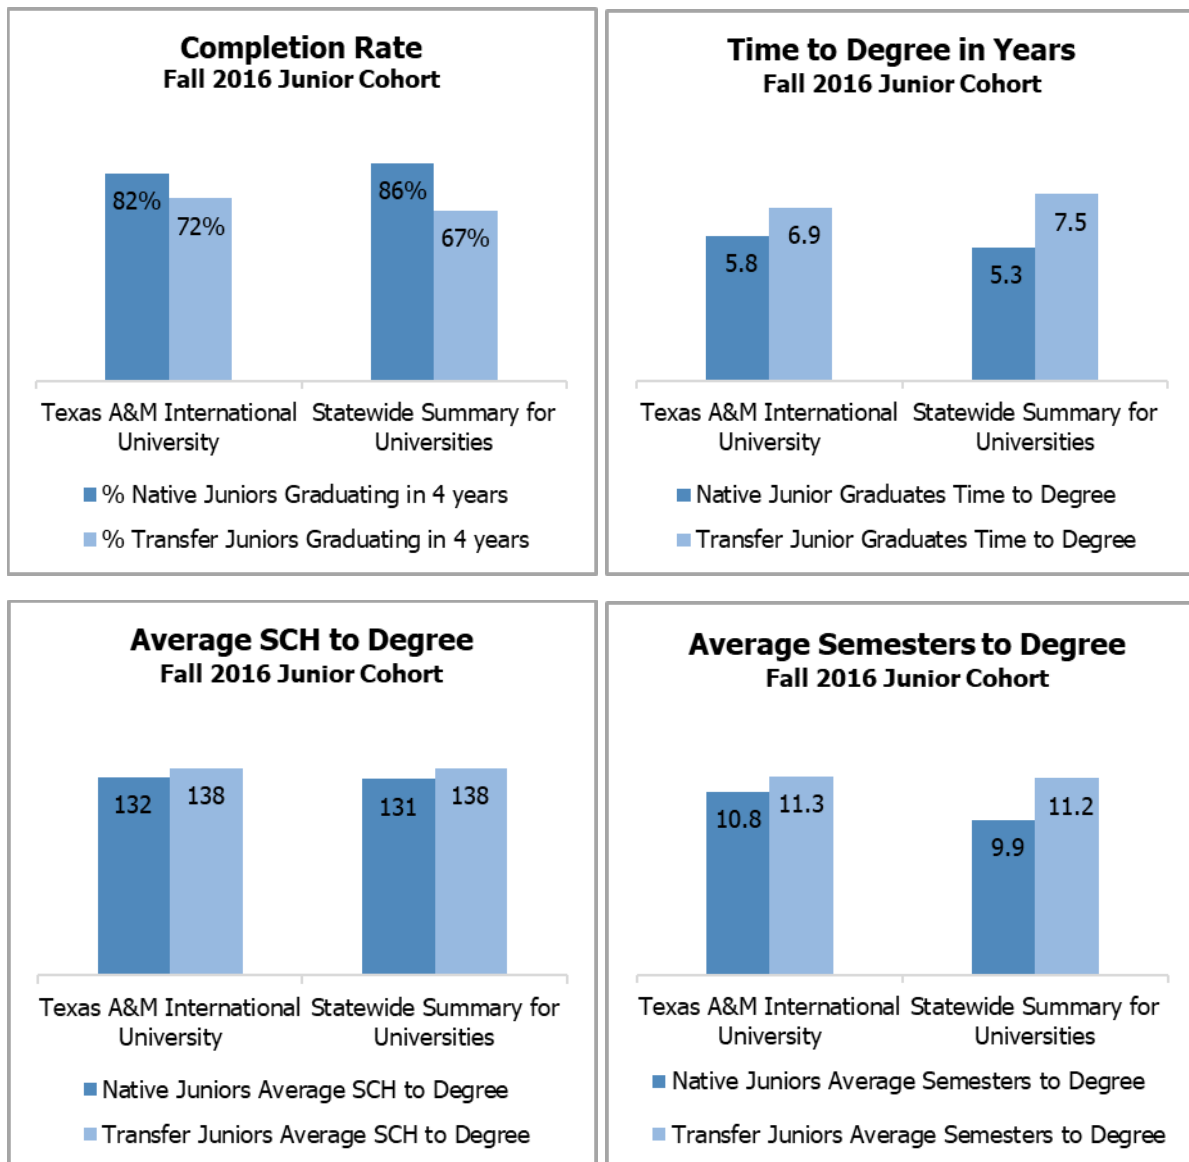 Completion Rate
Fall 2016 Junior Cohort
82%
72%
86%
67%
Texas A&M International
University
Statewide Summary for
Universities
% Native Juniors Graduating in 4 years
% Transfer Juniors Graduating in 4 years
Time to Degree in Years
Fall 2016 Junior Cohort
5.8
6.9
5.3
7.5
Texas A&M International
University
Statewide Summary for
Universities
Native Junior Graduates Time to Degree
Transfer Junior Graduates Time to Degree
Average SCH to Degree
Fall 2016 Junior Cohort
132
138
131
138
Texas A&M International
University
Statewide Summary for
Universities
Native Juniors Average SCH to Degree
Transfer Juniors Average SCH to Degree
Average Semesters to Degree
Fall 2016 Junior Cohort
10.8
11.3
9.9
11.2
Texas A&M International
University
Statewide Summary for
Universities
Native Juniors Average Semesters to Degree
Transfer Juniors Average Semesters to Degree